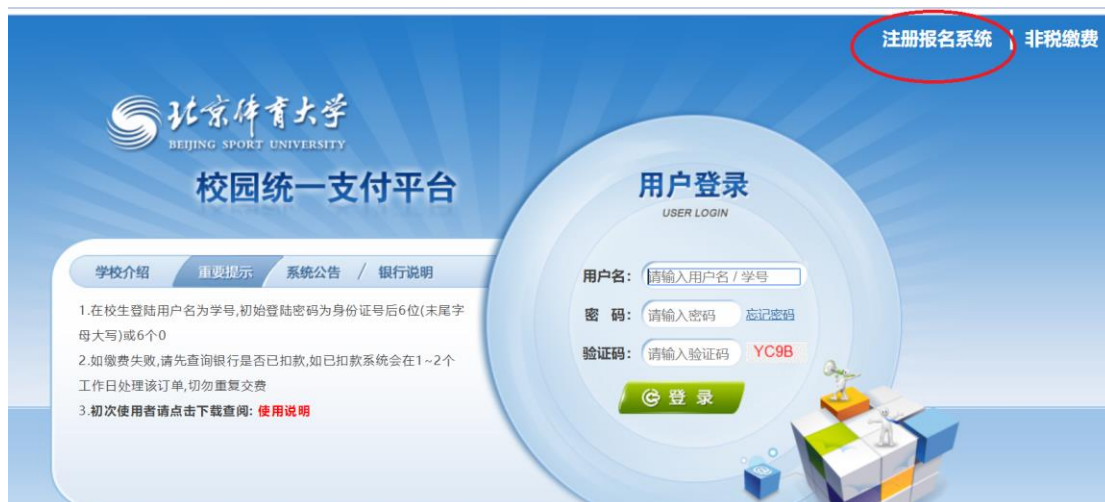 注册报名系统 | 非税缴费
北京体育大学
BEIJING SPORT UNIVERSITY
校园统一支付平台
学校介绍 重要提示 系统公告 / 银行说明
1.在校生登陆用户名为学号,初始登陆密码为身份证号后6位(末尾字
母大写)或6个0
2.如缴费失败,请先查询银行是否已扣款,如已扣款系统会在1~2个
工作日处理该订单,切勿重复交费
3.初次使用者请点击下载查阅: 使用说明
用户登录
USER LOGIN
用户名: 请输入用户名 / 学号
密 码: 请输入密码 忘记密码
验证码: 请输入验证码 YC9B
登 录